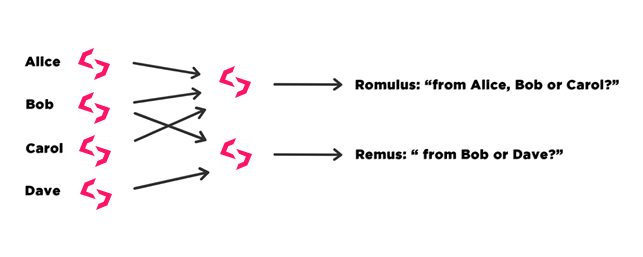 Alice
Bob
Carol
Dave
Romulus: “from Alice, Bob or Carol?”
Remus: “ from Bob or Dave?”